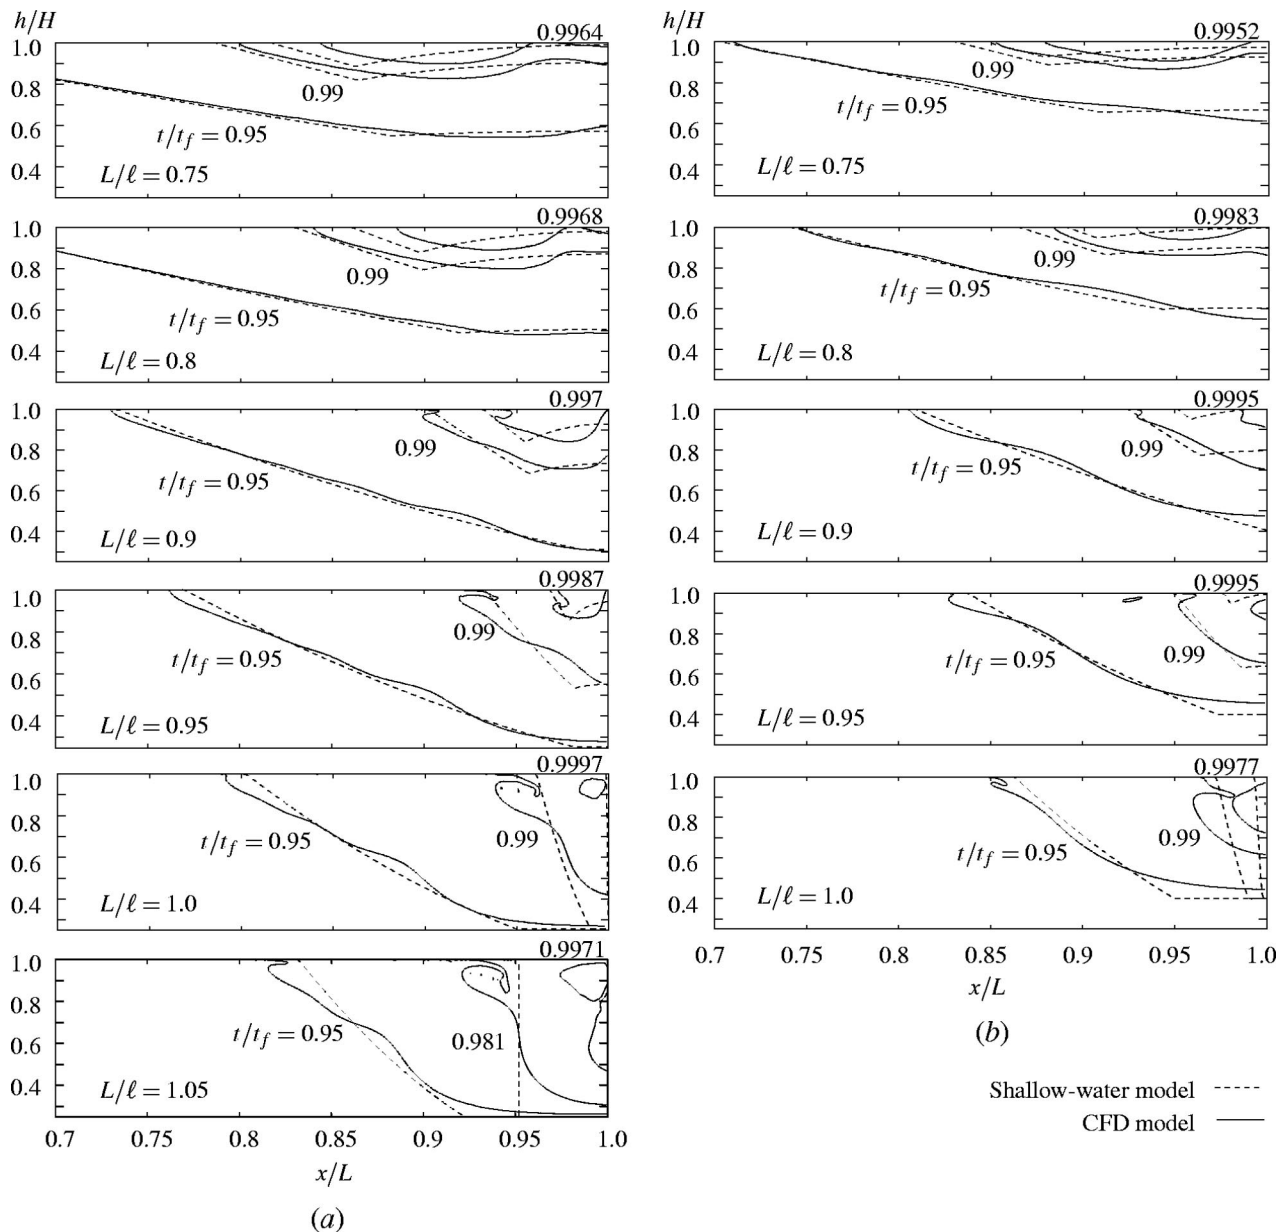 h/H
0.9964
1.0
0.8
0.99
0.6
t/t_f = 0.95
0.4
L/ℓ = 0.75
0.9968
1.0
0.8
0.99
0.6
t/t_f = 0.95
0.4
L/ℓ = 0.8
0.997
1.0
0.8
0.99
0.6
t/t_f = 0.95
0.4
L/ℓ = 0.9
0.9987
1.0
0.8
0.99
0.6
t/t_f = 0.95
0.4
L/ℓ = 0.95
0.9997
1.0
0.8
0.99
0.6
t/t_f = 0.95
0.4
L/ℓ = 1.0
0.9971
1.0
0.8
0.6
t/t_f = 0.95
0.981
0.4
L/ℓ = 1.05
0.7 0.75 0.8 0.85 0.9 0.95 1.0
x/L
(a)
h/H
0.9952
1.0
0.99
0.8
t/t_f = 0.95
0.6
0.4
L/ℓ = 0.75
0.9983
1.0
0.99
0.8
t/t_f = 0.95
0.6
0.4
L/ℓ = 0.8
0.9995
1.0
0.8
0.99
t/t_f = 0.95
0.6
0.4
L/ℓ = 0.9
0.9995
1.0
0.8
0.99
t/t_f = 0.95
0.6
0.4
L/ℓ = 0.95
0.9977
1.0
0.8
0.99
t/t_f = 0.95
0.6
0.4
L/ℓ = 1.0
0.7 0.75 0.8 0.85 0.9 0.95 1.0
x/L
(b)
Shallow-water model
CFD model